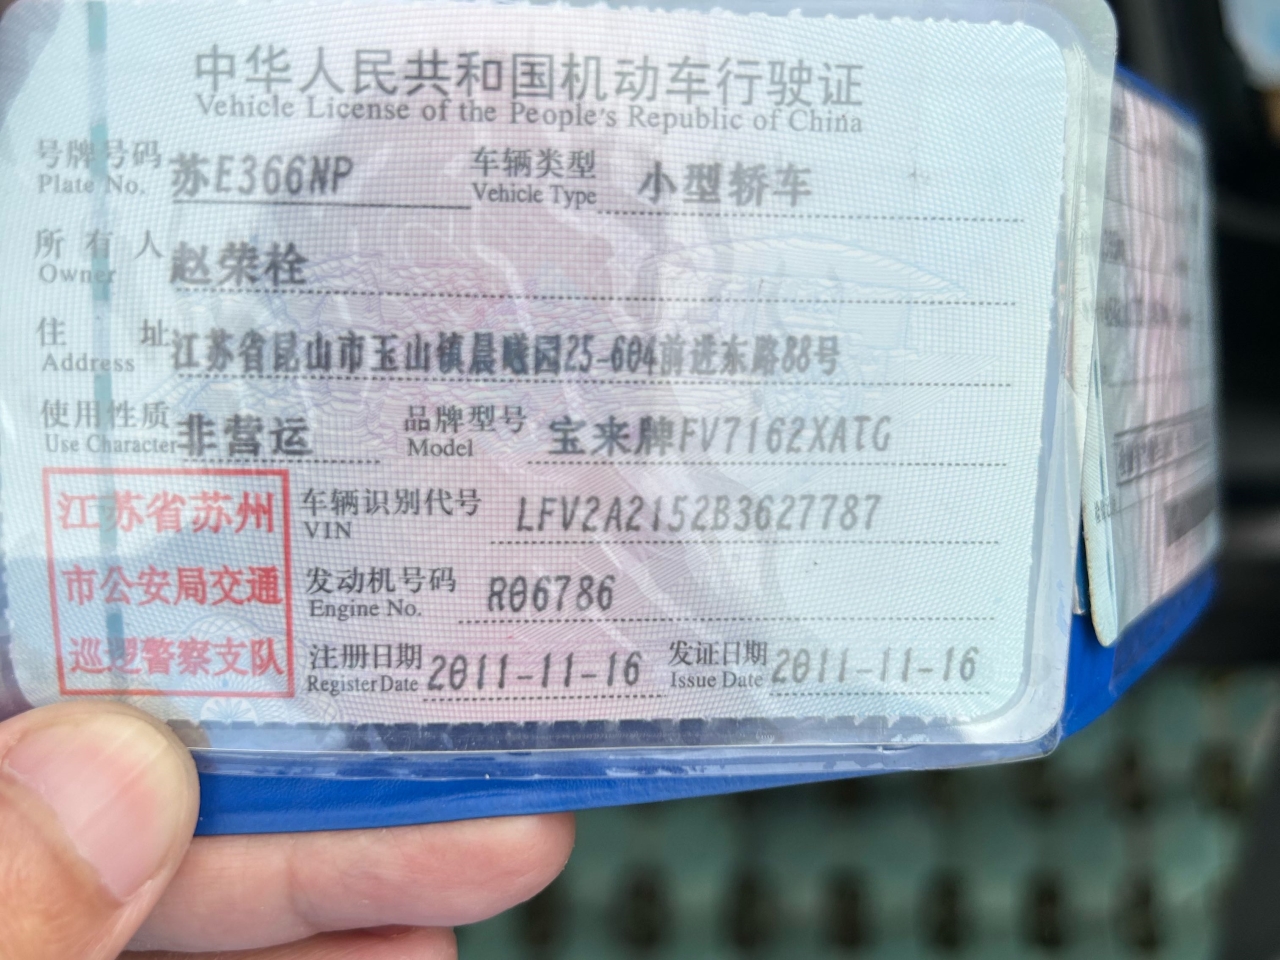 中华人民共和国机动车行驶证
Vehicle License of the People's Republic of China
号牌号码 苏E366NP 车辆类型 小型轿车
Plate No. Vehicle Type
所有人 赵荣栓
Owner
住址 江苏省昆山市玉山镇晨曦园25-604前进东路88号
Address
使用性质 非营运 品牌型号 宝来牌FV7162XATG
Use Character Model
江苏省苏州
市公安局交通
巡逻警察支队
车辆识别代号 LFV2A2152B3627787
VIN
发动机号码 R06786
Engine No.
注册日期 2011-11-16 发证日期 2011-11-16
Register Date Issue Date